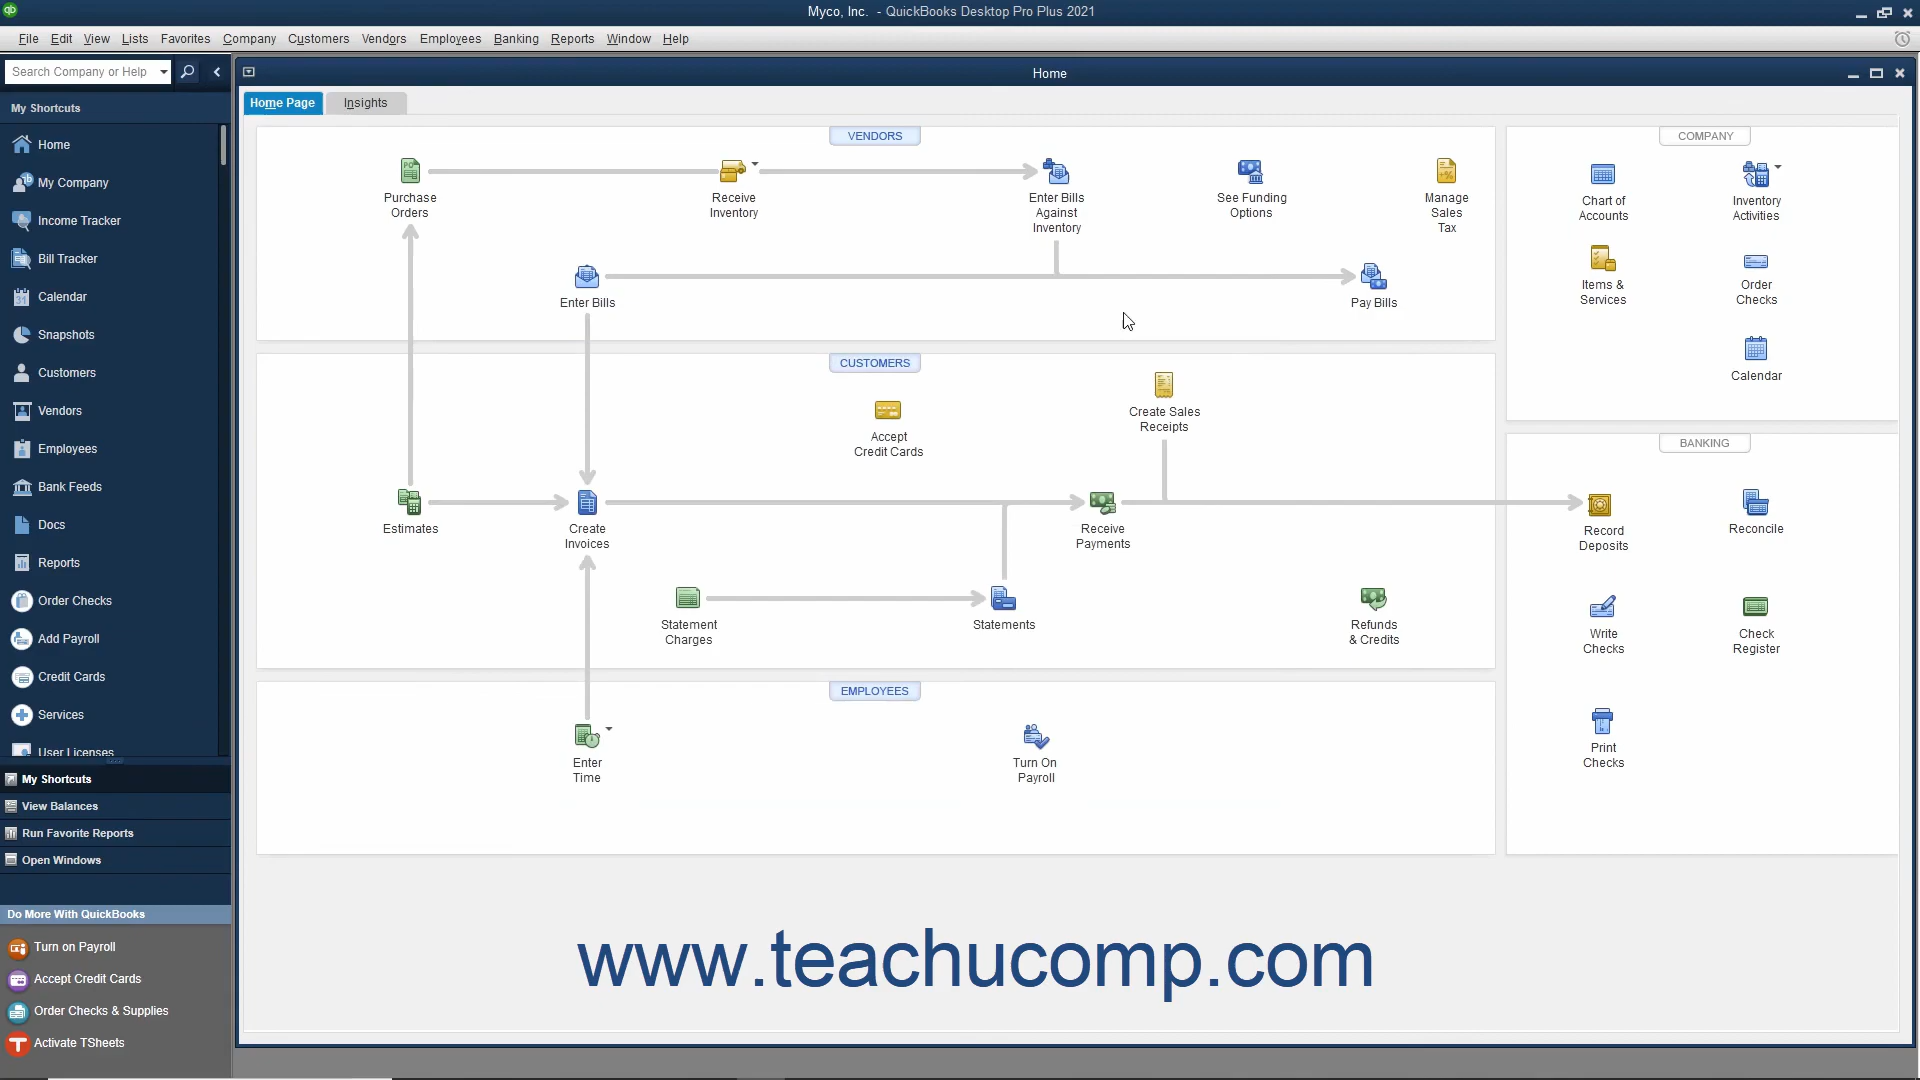 Myco, Inc. - QuickBooks Desktop Pro Plus 2021
File Edit View Lists Favorites Company Customers Vendors Employees Banking Reports Window Help
Search Company or Help
My Shortcuts
Home
My Company
Income Tracker
Bill Tracker
Calendar
Snapshots
Customers
Vendors
Employees
Bank Feeds
Docs
Reports
Order Checks
Add Payroll
Credit Cards
Services
User Licenses
My Shortcuts
View Balances
Run Favorite Reports
Open Windows
Do More With QuickBooks
Turn on Payroll
Accept Credit Cards
Order Checks & Supplies
Activate TSheets
Home
Home Page
Insights
VENDORS
Purchase
Orders
Receive
Inventory
Enter Bills
Against
Inventory
See Funding
Options
Manage
Sales
Tax
Enter Bills
Pay Bills
CUSTOMERS
Accept
Credit Cards
Create Sales
Receipts
Estimates
Create
Invoices
Receive
Payments
Statement
Charges
Statements
Refunds
& Credits
EMPLOYEES
Enter
Time
Turn On
Payroll
COMPANY
Chart of
Accounts
Inventory
Activities
Items &
Services
Order
Checks
Calendar
BANKING
Record
Deposits
Reconcile
Write
Checks
Check
Register
Print
Checks
www.teachucomp.com